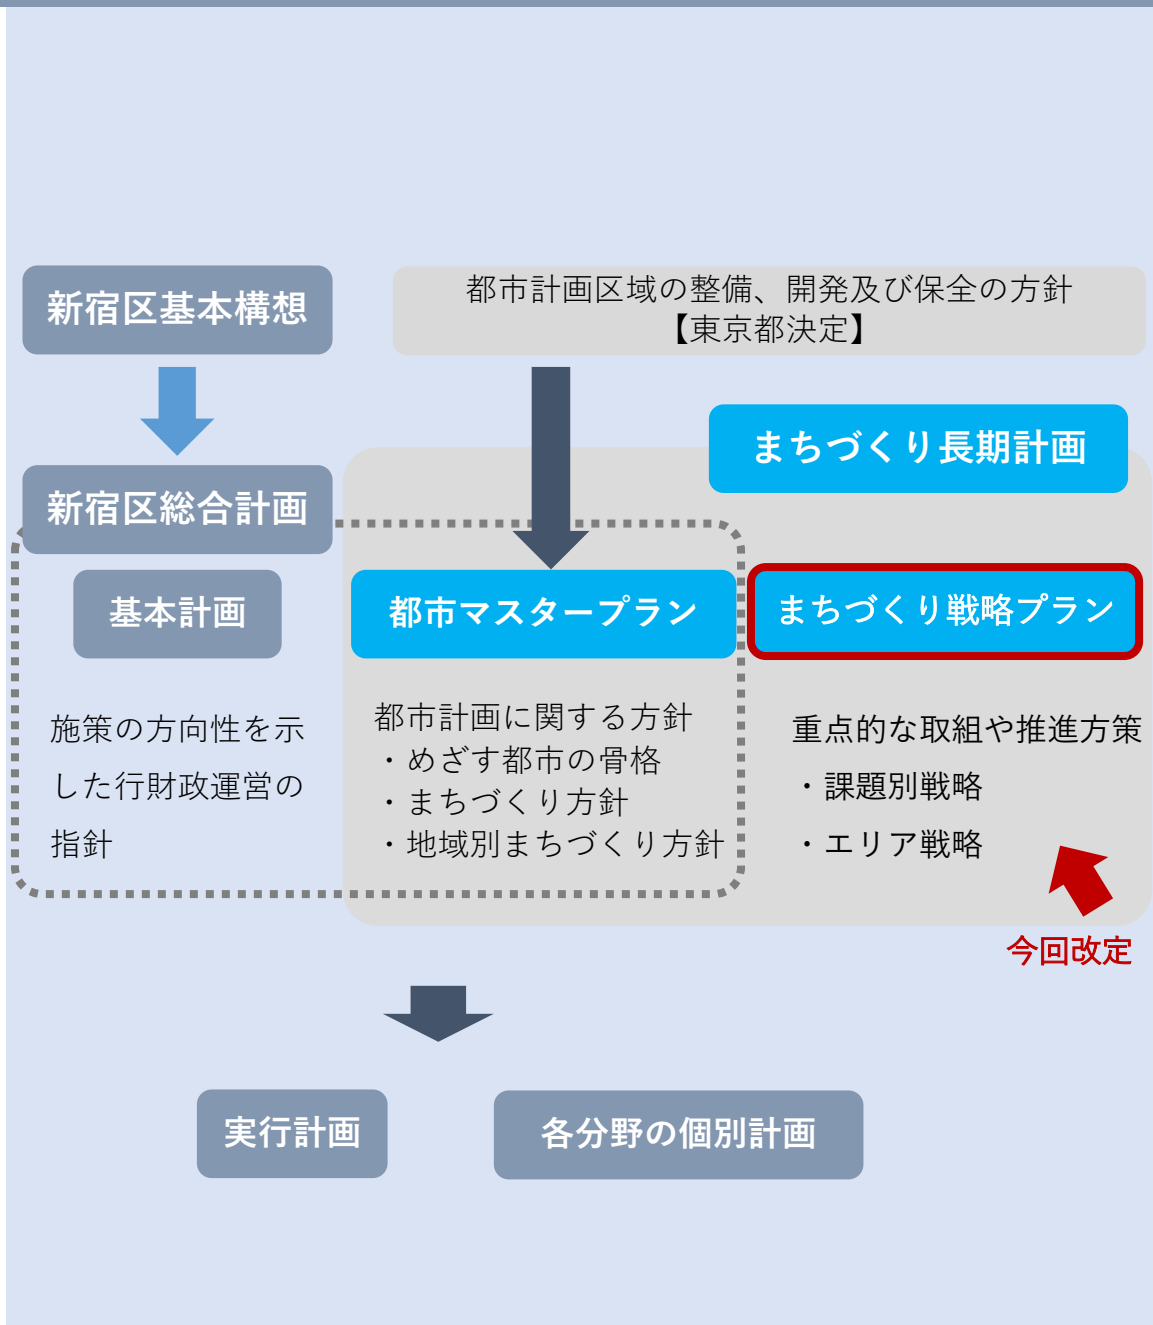 新宿区基本構想
都市計画区域の整備、開発及び保全の方針
【東京都決定】
まちづくり長期計画
新宿区総合計画
基本計画
施策の方向性を示
した行財政運営の
指針
都市マスタープラン
都市計画に関する方針
・めざす都市の骨格
・まちづくり方針
・地域別まちづくり方針
まちづくり戦略プラン
重点的な取組や推進方策
・課題別戦略
・エリア戦略
今回改定
実行計画
各分野の個別計画